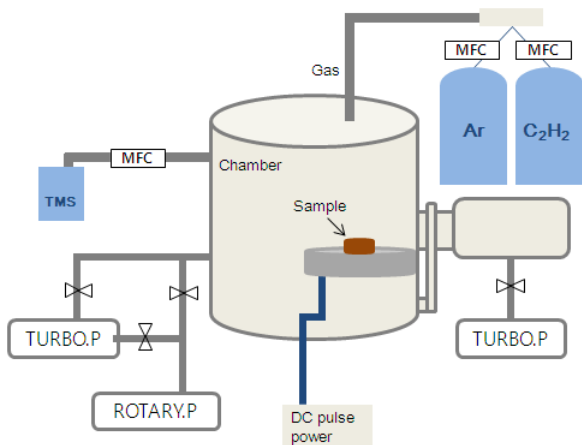 MFC
MFC
Gas
Ar
C₂H₂
MFC
Chamber
TMS
Sample
TURBO.P
TURBO.P
ROTARY.P
DC pulse
power